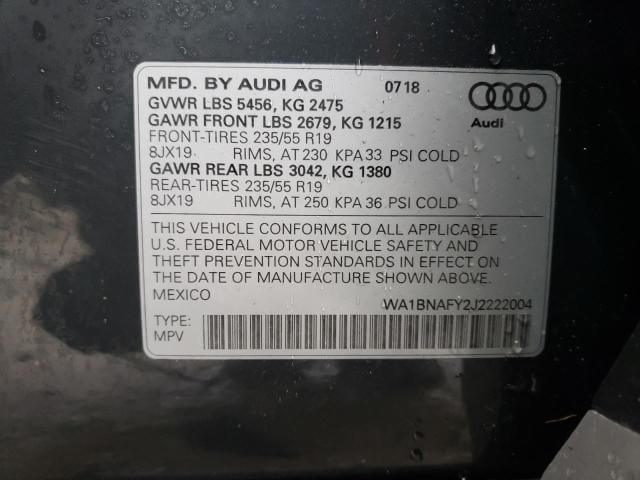 MFD. BY AUDI AG 0718
GVWR LBS 5456, KG 2475
GAWR FRONT LBS 2679, KG 1215
Audi
FRONT-TIRES 235/55 R19
8JX19 RIMS, AT 230 KPA 33 PSI COLD
GAWR REAR LBS 3042, KG 1380
REAR-TIRES 235/55 R19
8JX19 RIMS, AT 250 KPA 36 PSI COLD
THIS VEHICLE CONFORMS TO ALL APPLICABLE
U.S. FEDERAL MOTOR VEHICLE SAFETY AND
THEFT PREVENTION STANDARDS IN EFFECT ON
THE DATE OF MANUFACTURE SHOWN ABOVE.
MEXICO WA1BNAFY2J2222004
TYPE:
MPV